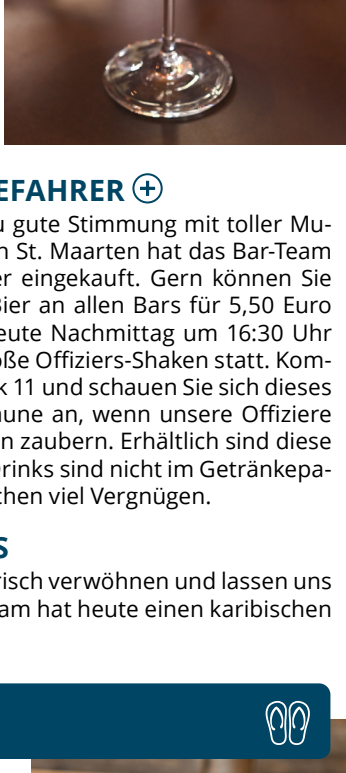 EFAHRER
u gute Stimmung mit toller Mu-
n St. Maarten hat das Bar-Team
er eingekauft. Gern können Sie
Bier an allen Bars für 5,50 Euro
eute Nachmittag um 16:30 Uhr
oße Offiziers-Shaken statt. Kom-
k 11 und schauen Sie sich dieses
aune an, wenn unsere Offiziere
n zaubern. Erhältlich sind diese
Drinks sind nicht im Getränkepa-
chen viel Vergnügen.
S
risch verwöhnen und lassen uns
am hat heute einen karibischen